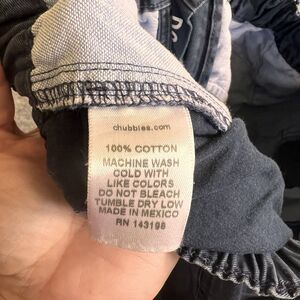 chubbies.com
100% COTTON
MACHINE WASH
COLD WITH
LIKE COLORS
DO NOT BLEACH
TUMBLE DRY LOW
MADE IN MEXICO
RN 143198